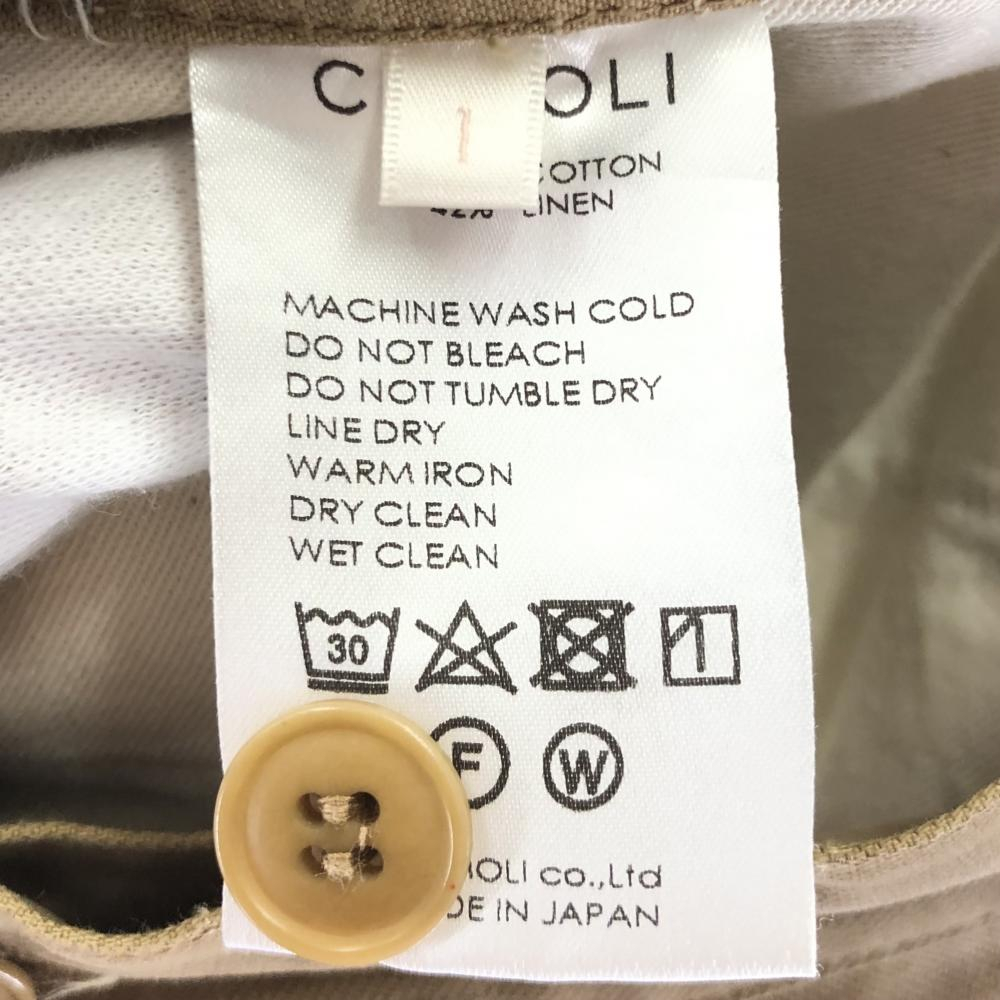 C OLI
1
COTTON
42% LINEN
MACHINE WASH COLD
DO NOT BLEACH
DO NOT TUMBLE DRY
LINE DRY
WARM IRON
DRY CLEAN
WET CLEAN
30
F W
OLI co.,Ltd
DE IN JAPAN